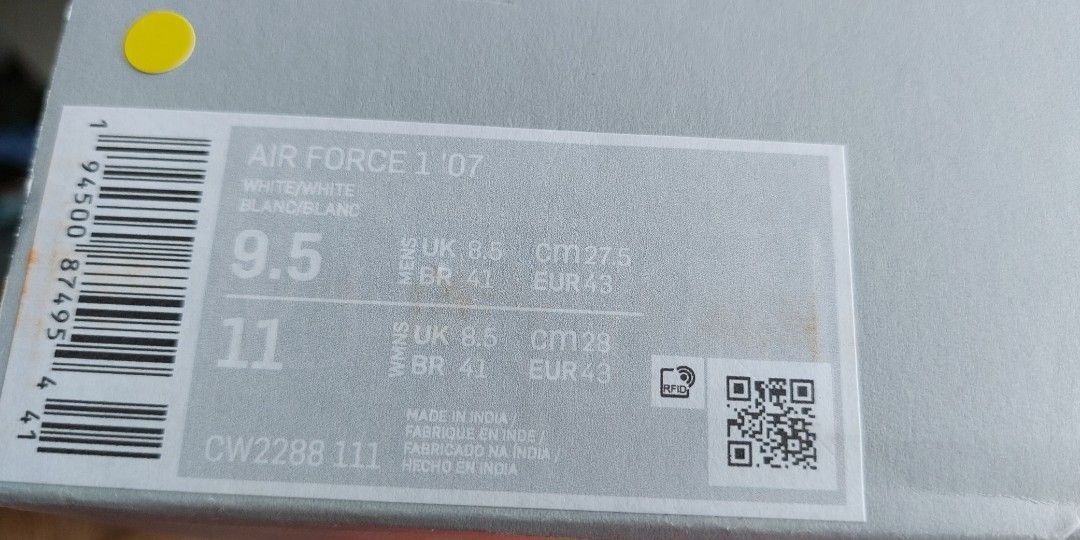 AIR FORCE 1 '07
WHITE/WHITE
BLANC/BLANC
9.5
MENS
UK 8.5 cm 27.5
BR 41 EUR 43
11
WMNS
UK 8.5 cm 28
BR 41 EUR 43
CW2288 111
MADE IN INDIA /
FABRIQUE EN INDE /
FABRICADO NA INDIA /
HECHO EN INDIA
RFID
1 94500 87495 4 41